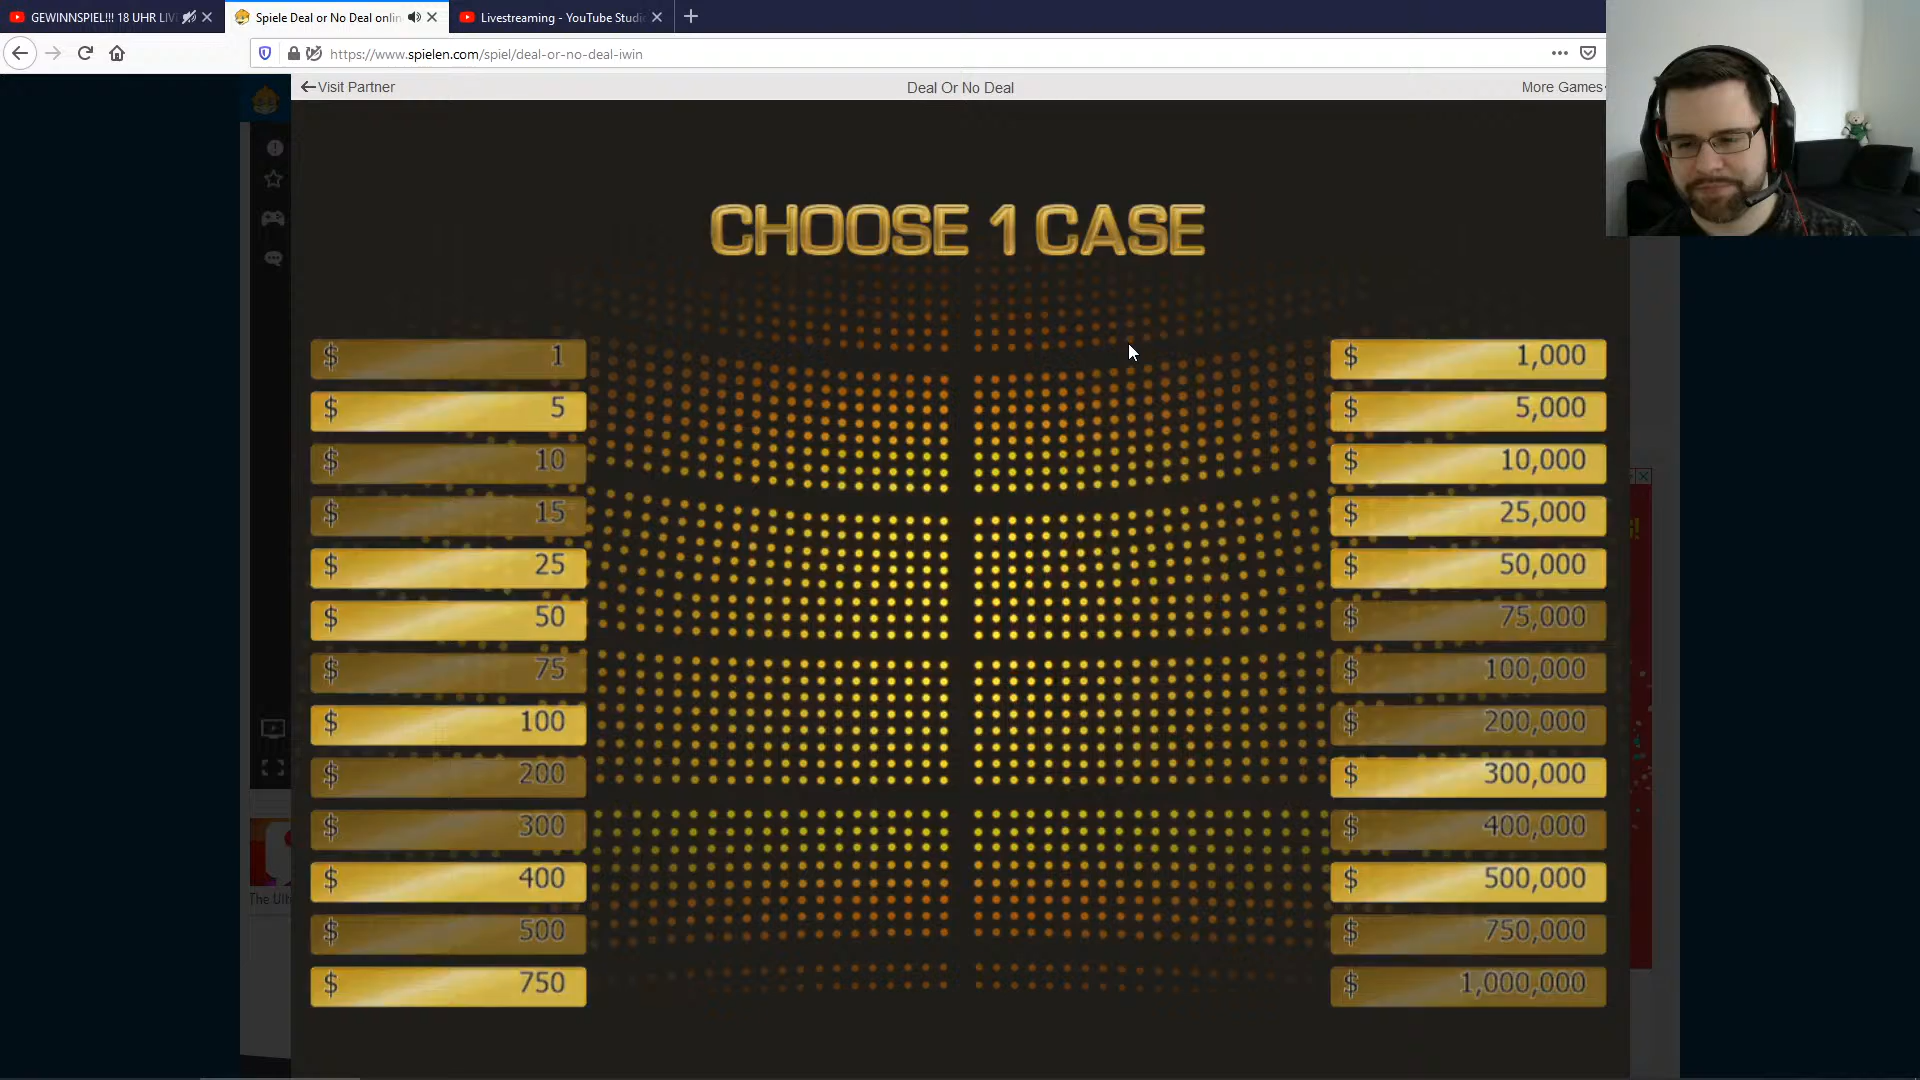 GEWINNSPIEL!!! 18 UHR LIV
Spiele Deal or No Deal onlin
Livestreaming - YouTube Studi
https://www.spielen.com/spiel/deal-or-no-deal-iwin
Visit Partner
Deal Or No Deal
More Games
CHOOSE 1 CASE
$ 1
$ 5
$ 10
$ 15
$ 25
$ 50
$ 75
$ 100
$ 200
$ 300
$ 400
$ 500
$ 750
$ 1,000
$ 5,000
$ 10,000
$ 25,000
$ 50,000
$ 75,000
$ 100,000
$ 200,000
$ 300,000
$ 400,000
$ 500,000
$ 750,000
$ 1,000,000
The Ult